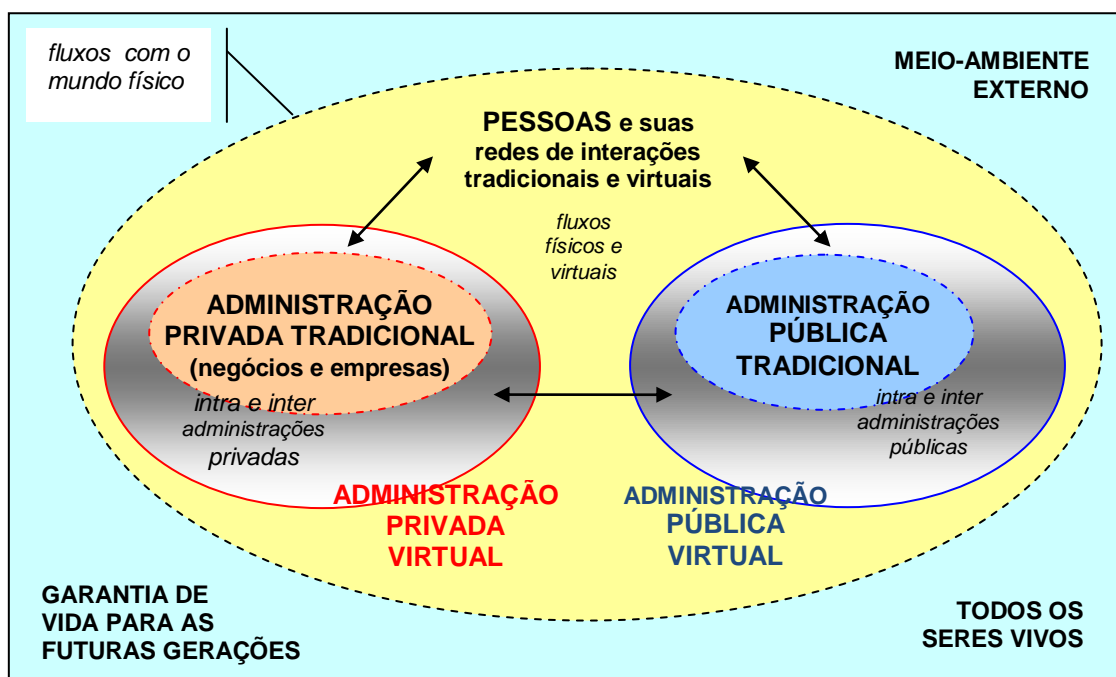 fluxos com o
mundo físico
MEIO-AMBIENTE
EXTERNO
PESSOAS e suas
redes de interações
tradicionais e virtuais
fluxos
físicos e
virtuais
ADMINISTRAÇÃO
PRIVADA TRADICIONAL
(negócios e empresas)
intra e inter
administrações
privadas
ADMINISTRAÇÃO
PÚBLICA
TRADICIONAL
intra e inter
administrações
públicas
ADMINISTRAÇÃO
PRIVADA
VIRTUAL
ADMINISTRAÇÃO
PÚBLICA
VIRTUAL
GARANTIA DE
VIDA PARA AS
FUTURAS GERAÇÕES
TODOS OS
SERES VIVOS